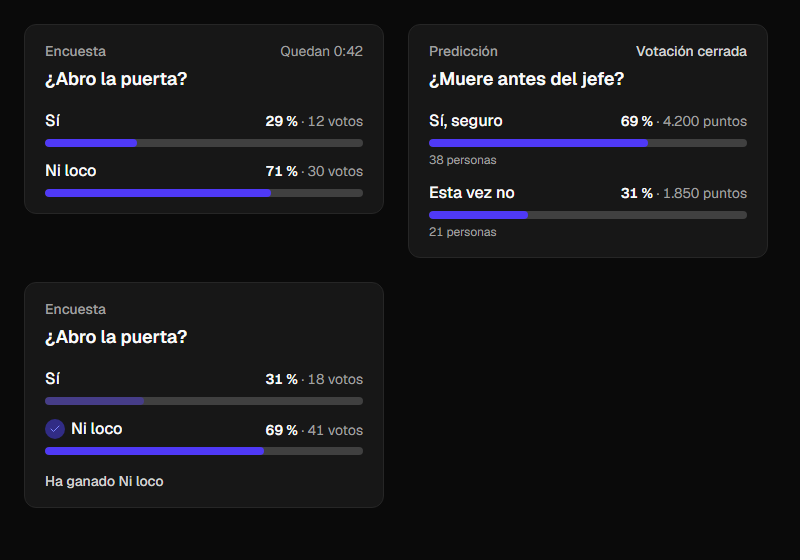 Encuesta
Quedan 0:42
¿Abro la puerta?
Sí
29 % · 12 votos
Ni loco
71 % · 30 votos
Predicción
Votación cerrada
¿Muere antes del jefe?
Sí, seguro
69 % · 4.200 puntos
38 personas
Esta vez no
31 % · 1.850 puntos
21 personas
Encuesta
¿Abro la puerta?
Sí
31 % · 18 votos
Ni loco
69 % · 41 votos
Ha ganado Ni loco